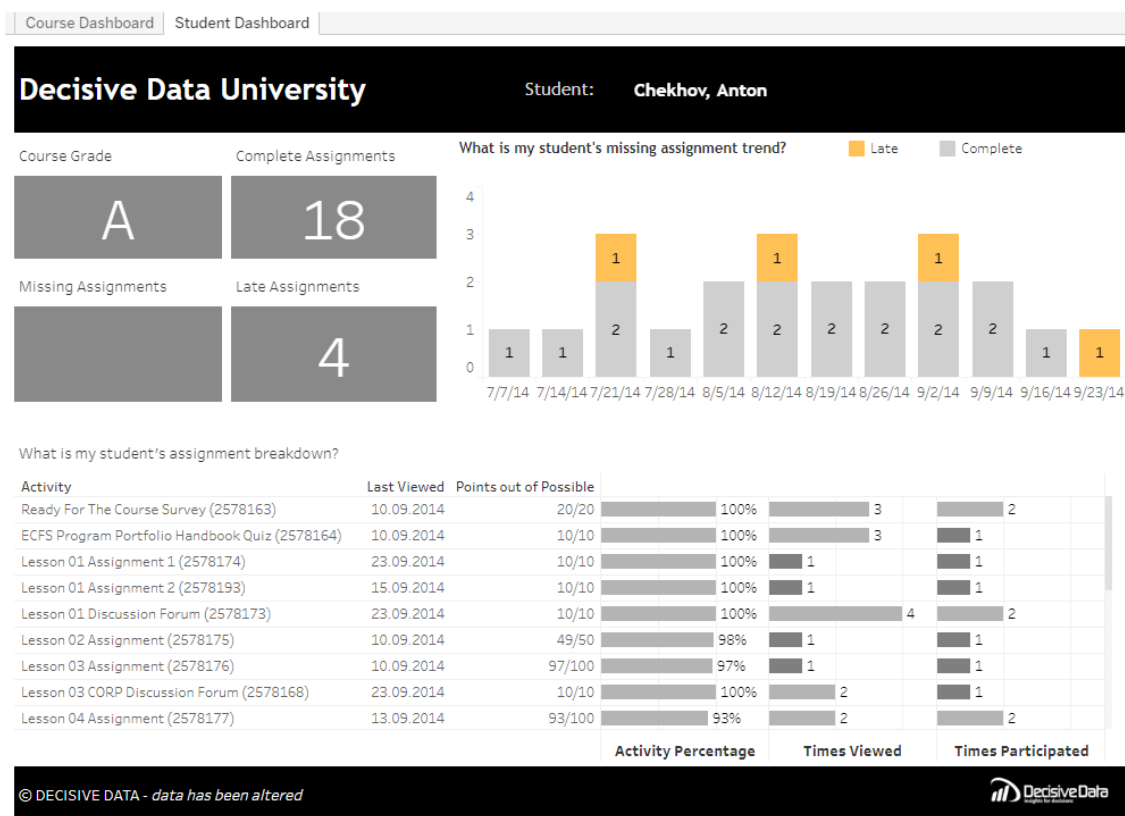 Course Dashboard Student Dashboard
Decisive Data University Student: Chekhov, Anton
Course Grade Complete Assignments
A 18
Missing Assignments Late Assignments
4
What is my student's missing assignment trend? Late Complete
4
3
2
1
0
1 1 2 1 1 2 2 1 2 2 2 1 2 1 1
7/7/14 7/14/14 7/21/14 7/28/14 8/5/14 8/12/14 8/19/14 8/26/14 9/2/14 9/9/14 9/16/14 9/23/14
What is my student's assignment breakdown?
Activity Last Viewed Points out of Possible
Ready For The Course Survey (2578163) 10.09.2014 20/20 100% 3 2
ECFS Program Portfolio Handbook Quiz (2578164) 10.09.2014 10/10 100% 3 1
Lesson 01 Assignment 1 (2578174) 23.09.2014 10/10 100% 1 1
Lesson 01 Assignment 2 (2578193) 15.09.2014 10/10 100% 1 1
Lesson 01 Discussion Forum (2578173) 23.09.2014 10/10 100% 4 2
Lesson 02 Assignment (2578175) 10.09.2014 49/50 98% 1 1
Lesson 03 Assignment (2578176) 10.09.2014 97/100 97% 1 1
Lesson 03 CORP Discussion Forum (2578168) 23.09.2014 10/10 100% 2 1
Lesson 04 Assignment (2578177) 13.09.2014 93/100 93% 2 2
Activity Percentage Times Viewed Times Participated
© DECISIVE DATA - data has been altered
DecisiveData
insights for decisions